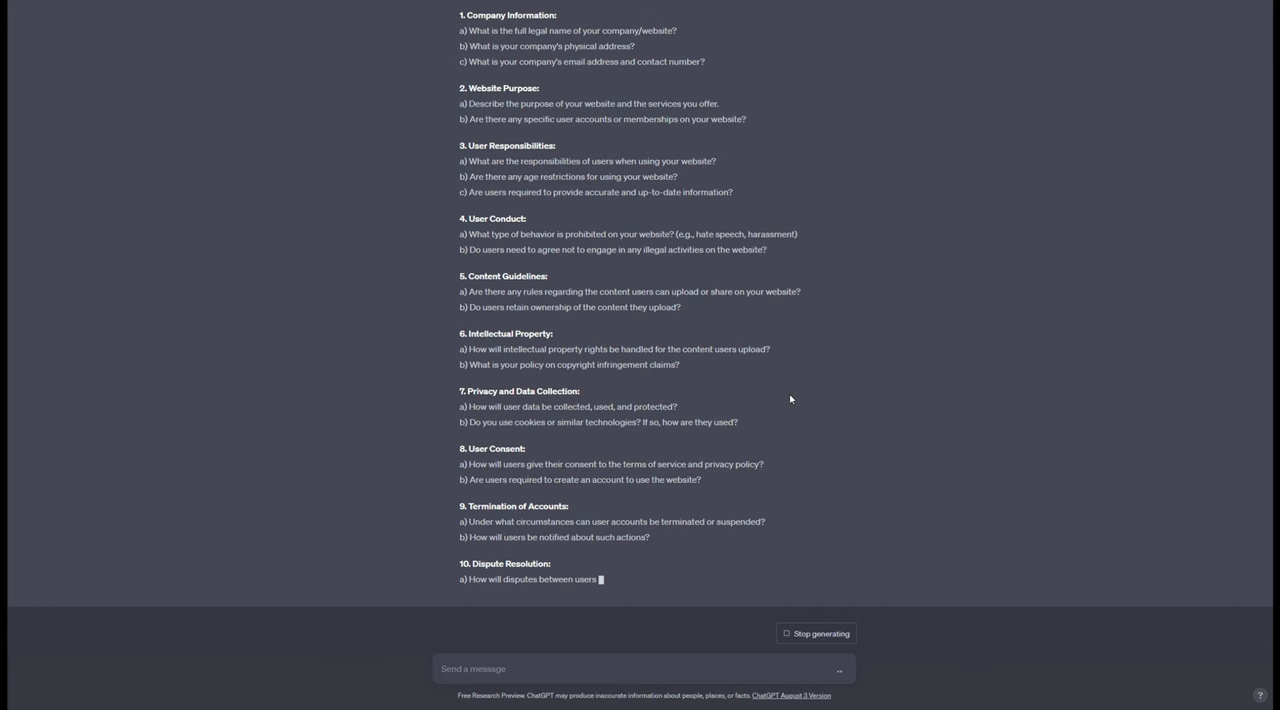 1. Company Information:
a) What is the full legal name of your company/website?
b) What is your company's physical address?
c) What is your company's email address and contact number?
2. Website Purpose:
a) Describe the purpose of your website and the services you offer.
b) Are there any specific user accounts or memberships on your website?
3. User Responsibilities:
a) What are the responsibilities of users when using your website?
b) Are there any age restrictions for using your website?
c) Are users required to provide accurate and up-to-date information?
4. User Conduct:
a) What type of behavior is prohibited on your website? (e.g., hate speech, harassment)
b) Do users need to agree not to engage in any illegal activities on the website?
5. Content Guidelines:
a) Are there any rules regarding the content users can upload or share on your website?
b) Do users retain ownership of the content they upload?
6. Intellectual Property:
a) How will intellectual property rights be handled for the content users upload?
b) What is your policy on copyright infringement claims?
7. Privacy and Data Collection:
a) How will user data be collected, used, and protected?
b) Do you use cookies or similar technologies? If so, how are they used?
8. User Consent:
a) How will users give their consent to the terms of service and privacy policy?
b) Are users required to create an account to use the website?
9. Termination of Accounts:
a) Under what circumstances can user accounts be terminated or suspended?
b) How will users be notified about such actions?
10. Dispute Resolution:
a) How will disputes between users
Stop generating
Send a message
Free Research Preview. ChatGPT may produce inaccurate information about people, places, or facts. ChatGPT August 3 Version
?